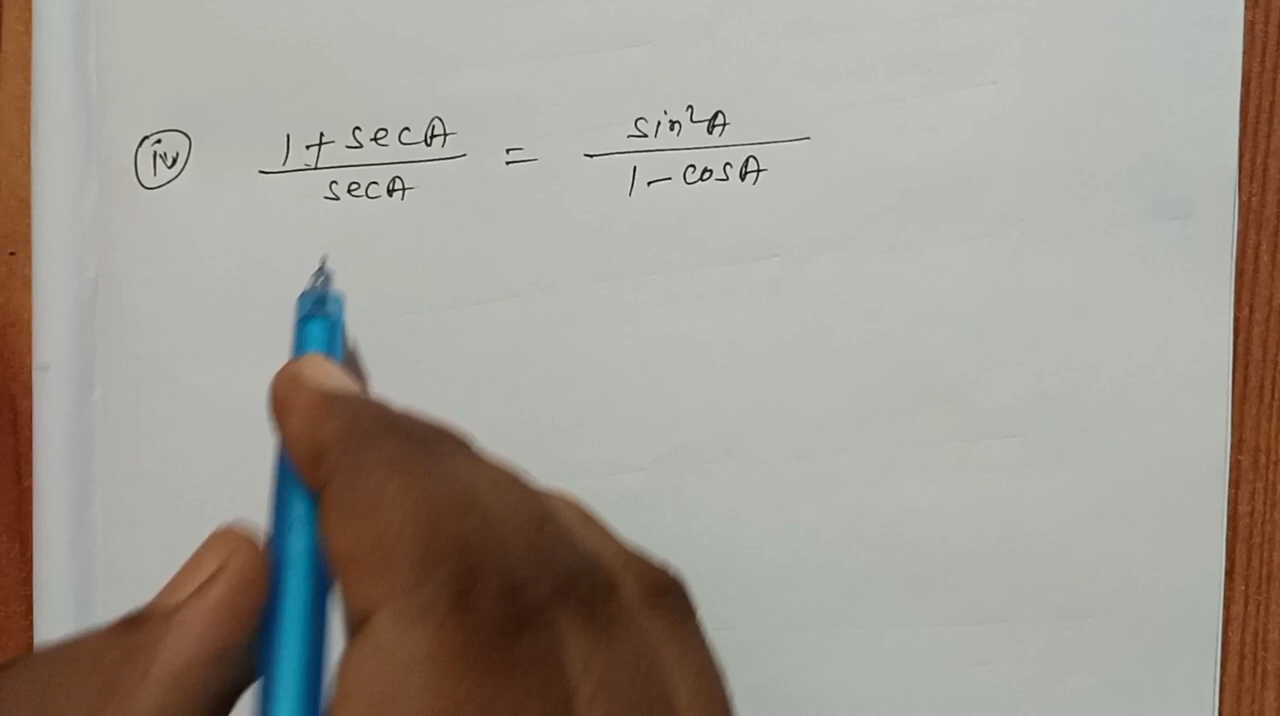 (iv) 1 + secA / secA = sin²A / 1 - cosA